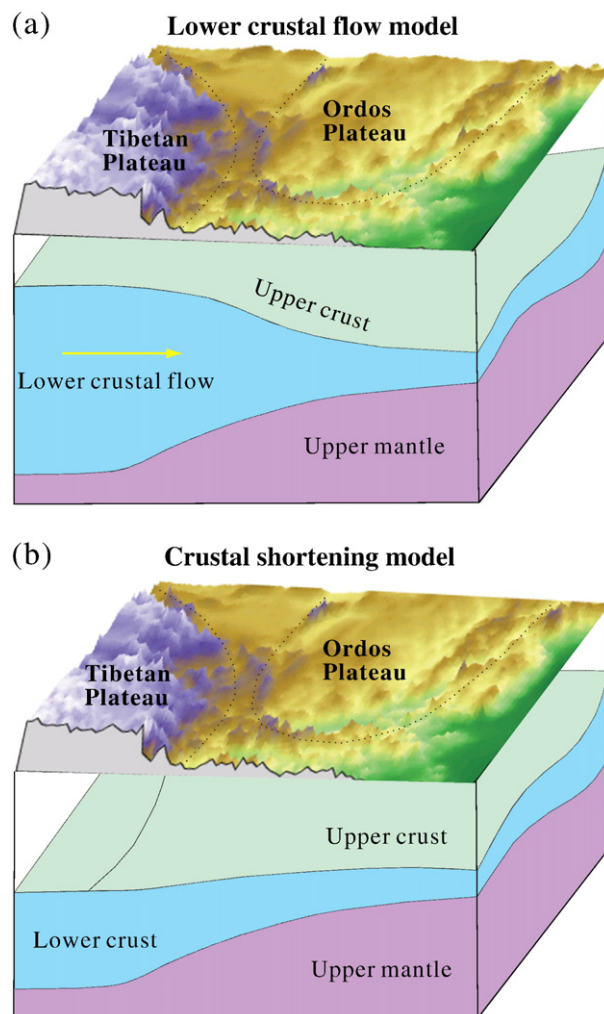 (a)
Lower crustal flow model
Ordos
Plateau
Tibetan
Plateau
Upper crust
Lower crustal flow
Upper mantle
(b)
Crustal shortening model
Ordos
Plateau
Tibetan
Plateau
Upper crust
Lower crust
Upper mantle